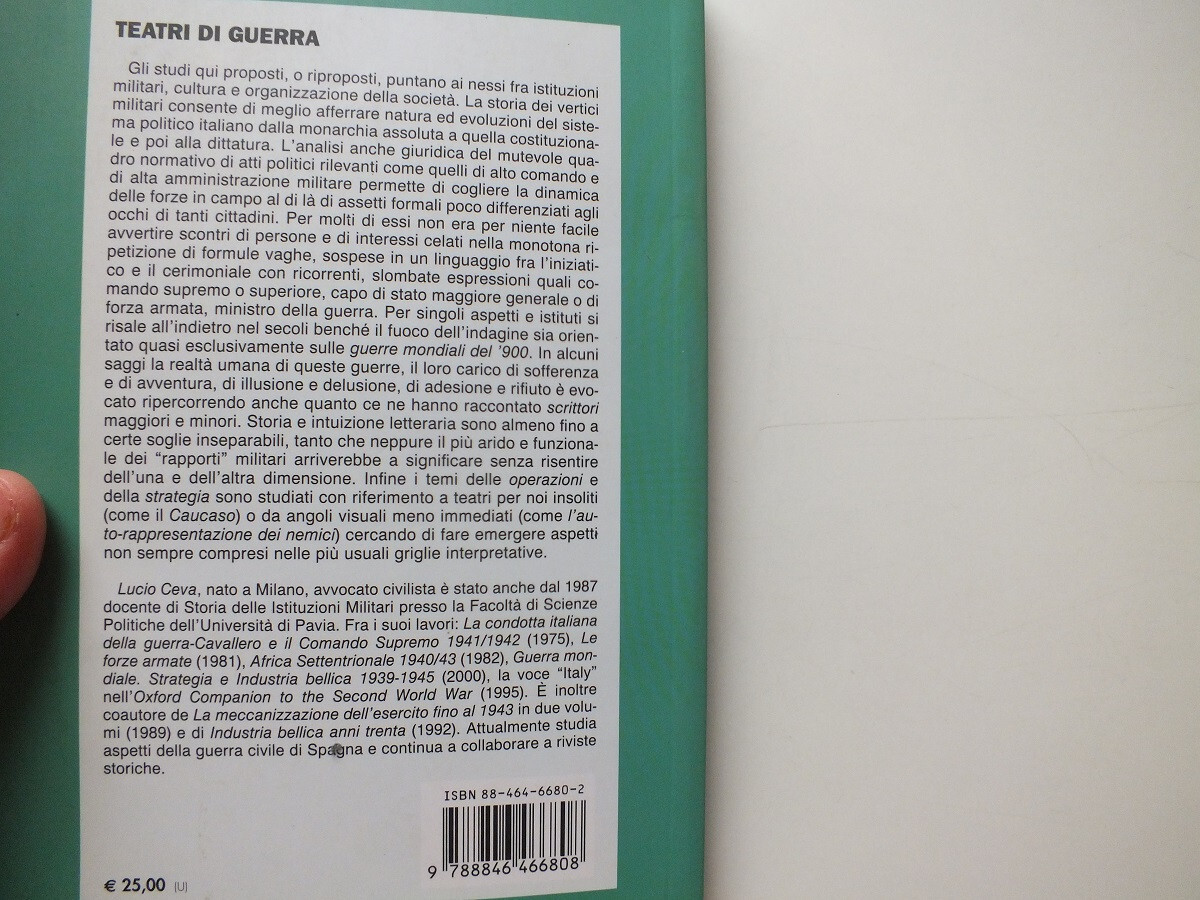 TEATRI DI GUERRA
Gli studi qui proposti, o riproposti, puntano ai nessi fra istituzioni
militari, cultura e organizzazione della società. La storia dei vertici
militari consente di meglio afferrare natura ed evoluzioni del siste-
ma politico italiano dalla monarchia assoluta a quella costituziona-
le e poi alla dittatura. L'analisi anche giuridica del mutevole qua-
dro normativo di atti politici rilevanti come quelli di alto comando e
di alta amministrazione militare permette di cogliere la dinamica
delle forze in campo al di là di assetti formali poco differenziati agli
occhi di tanti cittadini. Per molti di essi non era per niente facile
avvertire scontri di persone e di interessi celati nella monotona ri-
petizione di formule vaghe, sospese in un linguaggio fra l'iniziati-
co e il cerimoniale con ricorrenti, slombate espressioni quali co-
mando supremo o superiore, capo di stato maggiore generale o di
forza armata, ministro della guerra. Per singoli aspetti e istituti si
risale all'indietro nel secoli benché il fuoco dell'indagine sia orien-
tato quasi esclusivamente sulle guerre mondiali del '900. In alcuni
saggi la realtà umana di queste guerre, il loro carico di sofferenza
e di avventura, di illusione e delusione, di adesione e rifiuto è evo-
cato ripercorrendo anche quanto ce ne hanno raccontato scrittori
maggiori e minori. Storia e intuizione letteraria sono almeno fino a
certe soglie inseparabili, tanto che neppure il più arido e funziona-
le dei "rapporti" militari arriverebbe a significare senza risentire
dell'una e dell'altra dimensione. Infine i temi delle operazioni e
della strategia sono studiati con riferimento a teatri per noi insoliti
(come il Caucaso) o da angoli visuali meno immediati (come l'au-
to-rappresentazione dei nemici) cercando di fare emergere aspetti
non sempre compresi nelle più usuali griglie interpretative.
Lucio Ceva, nato a Milano, avvocato civilista è stato anche dal 1987
docente di Storia delle Istituzioni Militari presso la Facoltà di Scienze
Politiche dell'Università di Pavia. Fra i suoi lavori: La condotta italiana
della guerra-Cavallero e il Comando Supremo 1941/1942 (1975), Le
forze armate (1981), Africa Settentrionale 1940/43 (1982), Guerra mon-
diale. Strategia e Industria bellica 1939-1945 (2000), la voce "Italy"
nell'Oxford Companion to the Second World War (1995). È inoltre
coautore de La meccanizzazione dell'esercito fino al 1943 in due volu-
mi (1989) e di Industria bellica anni trenta (1992). Attualmente studia
aspetti della guerra civile di Spagna e continua a collaborare a riviste
storiche.
ISBN 88-464-6680-2
9 788846 466808
€ 25,00 (U)